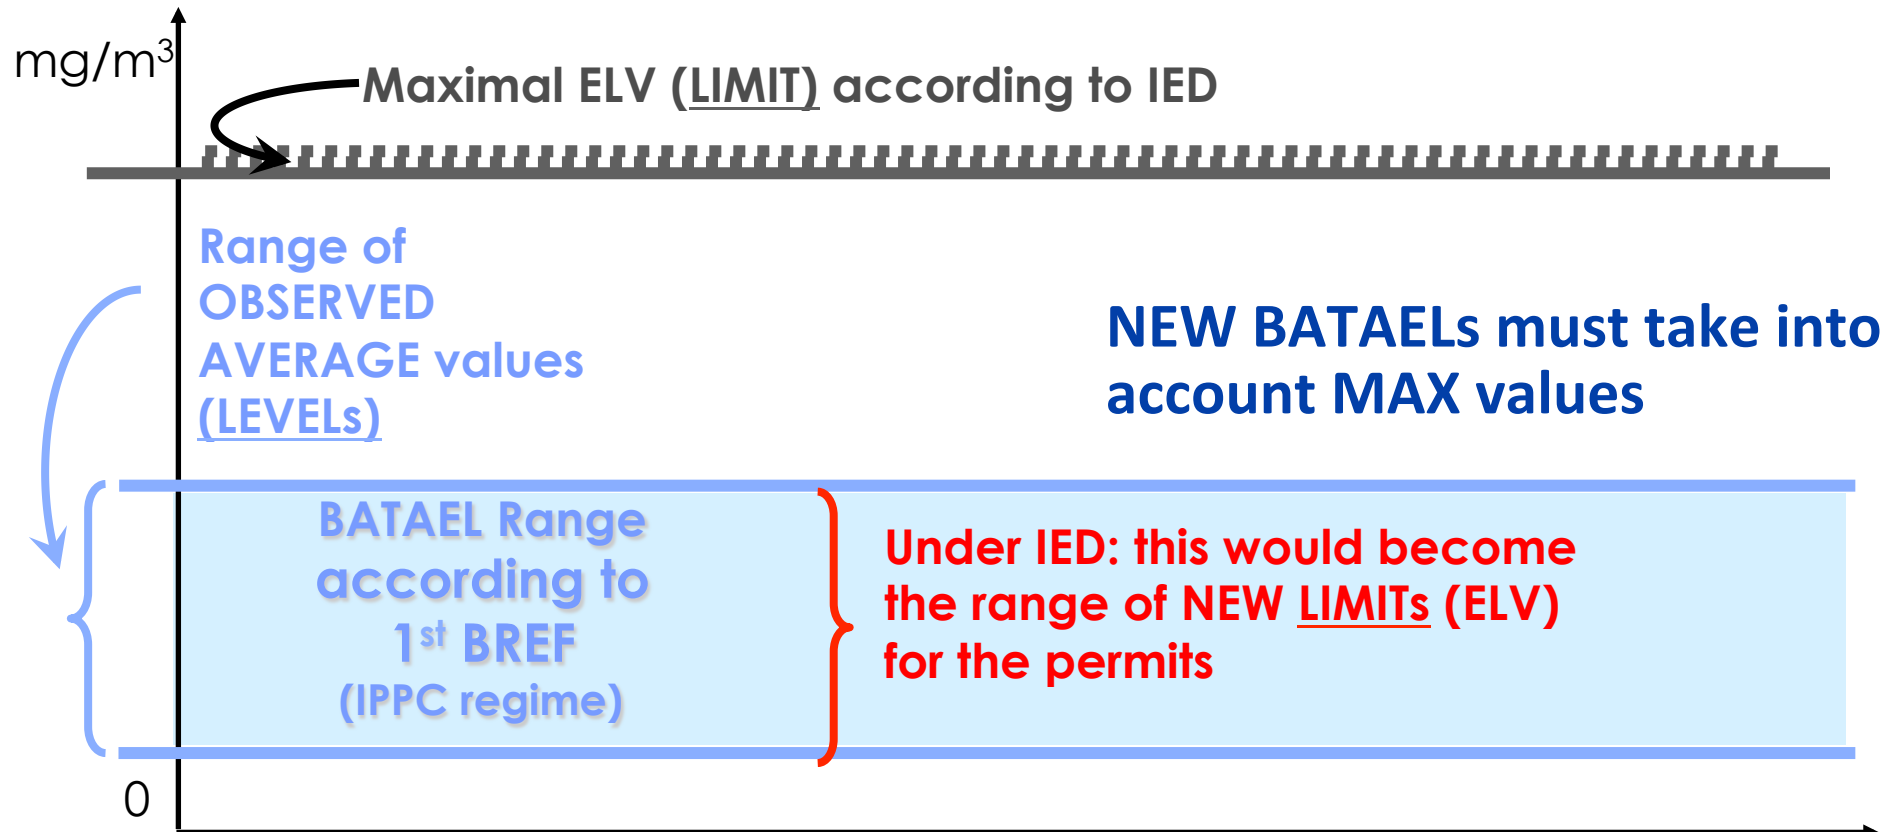 mg/m³
Maximal ELV (LIMIT) according to IED
Range of
OBSERVED
AVERAGE values
(LEVELs)
NEW BATAELs must take into
account MAX values
BATAEL Range
according to
1st BREF
(IPPC regime)
Under IED: this would become
the range of NEW LIMITs (ELV)
for the permits
0